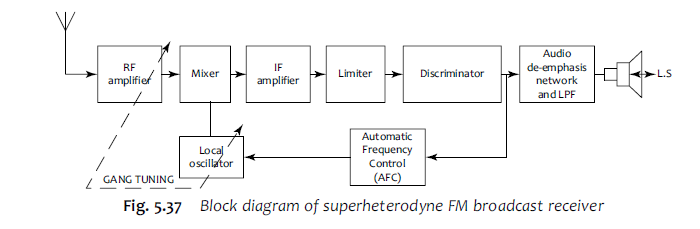 RF
amplifier
Mixer
IF
amplifier
Limiter
Discriminator
Audio
de-emphasis
network
and LPF
L.S
Local
oscillator
Automatic
Frequency
Control
(AFC)
GANG TUNING
Fig. 5.37 Block diagram of superheterodyne FM broadcast receiver